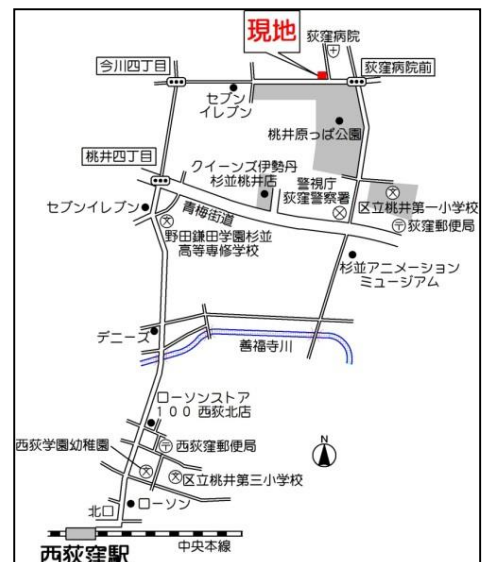 現地
荻窪病院
今川四丁目
荻窪病院前
セブン
イレブン
桃井原っぱ公園
桃井四丁目
クイーンズ伊勢丹
杉並桃井店
警視庁
荻窪警察署
区立桃井第一小学校
セブンイレブン
青梅街道
荻窪郵便局
野田鎌田学園杉並
高等専修学校
杉並アニメーション
ミュージアム
デニーズ
善福寺川
ローソンストア
100 西荻北店
西荻学園幼稚園
西荻窪郵便局
N
区立桃井第三小学校
北口
ローソン
中央本線
西荻窪駅